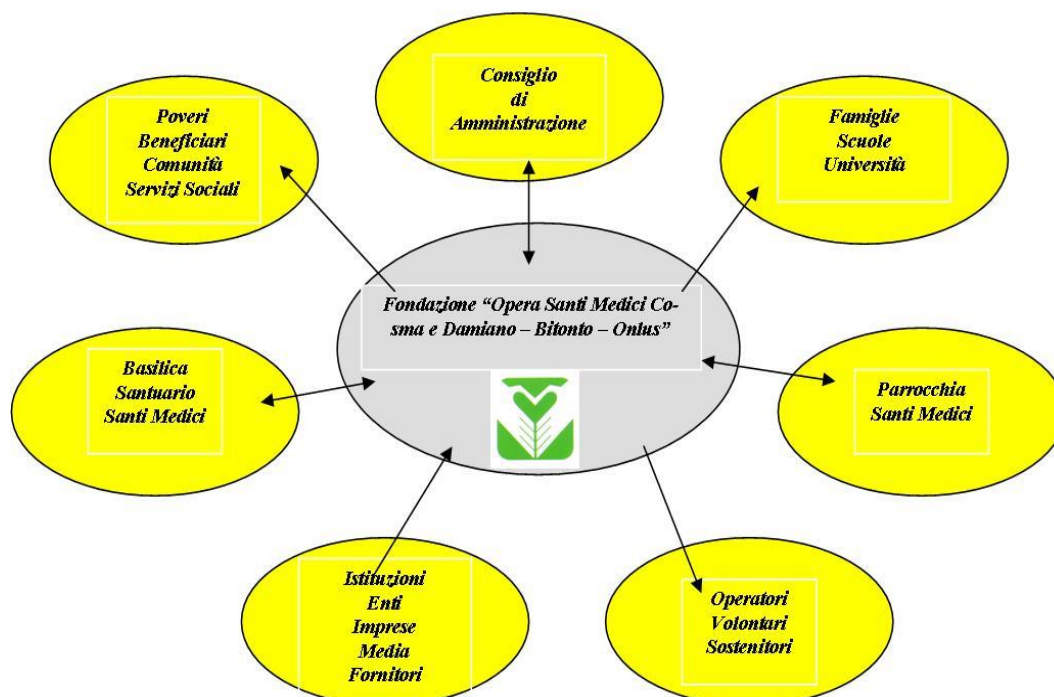 Consiglio
di
Amministrazione
Poveri
Beneficiari
Comunità
Servizi Sociali
Famiglie
Scuole
Università
Fondazione “Opera Santi Medici Co-
sma e Damiano – Bitonto – Onlus”
Basilica
Santuario
Santi Medici
Parrocchia
Santi Medici
Istituzioni
Enti
Imprese
Media
Fornitori
Operatori
Volontari
Sostenitori